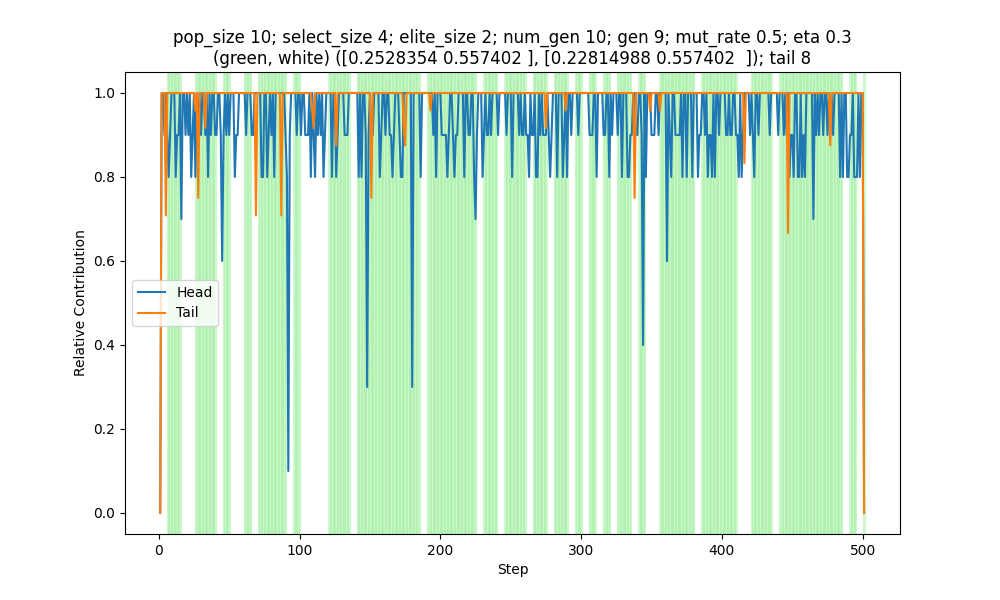 pop_size 10; select_size 4; elite_size 2; num_gen 10; gen 9; mut_rate 0.5; eta 0.3
(green, white) ([0.2528354 0.557402 ], [0.22814988 0.557402  ]); tail 8
1.0
0.8
0.6
0.4
0.2
0.0
Relative Contribution
Head
Tail
0
100
200
300
400
500
Step